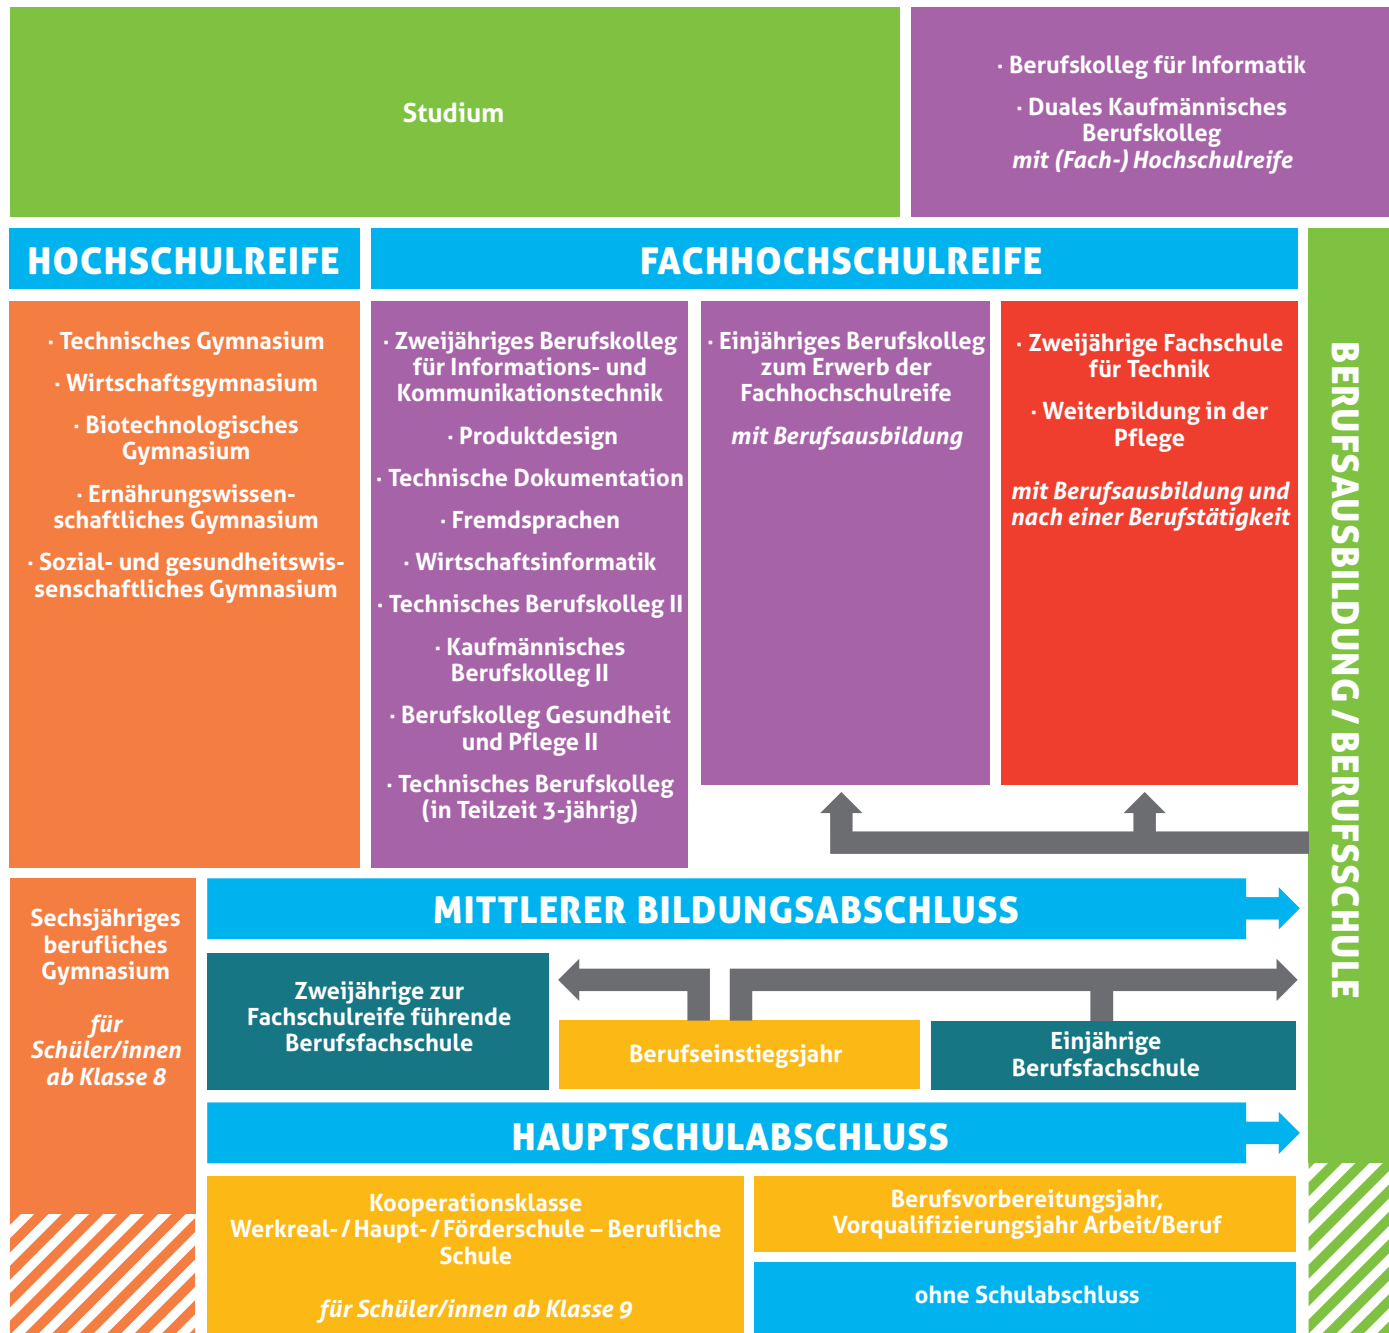 Studium
· Berufskolleg für Informatik
· Duales Kaufmännisches
Berufskolleg
mit (Fach-) Hochschulreife
HOCHSCHULREIFE
FACHHOCHSCHULREIFE
· Technisches Gymnasium
· Wirtschaftsgymnasium
· Biotechnologisches
Gymnasium
· Ernährungswissen-
schaftliches Gymnasium
· Sozial- und gesundheitswis-
senschaftliches Gymnasium
· Zweijähriges Berufskolleg
für Informations- und
Kommunikationstechnik
· Produktdesign
· Technische Dokumentation
· Fremdsprachen
· Wirtschaftsinformatik
· Technisches Berufskolleg II
· Kaufmännisches
Berufskolleg II
· Berufskolleg Gesundheit
und Pflege II
· Technisches Berufskolleg
(in Teilzeit 3-jährig)
· Einjähriges Berufskolleg
zum Erwerb der
Fachhochschulreife
mit Berufsausbildung
· Zweijährige Fachschule
für Technik
· Weiterbildung in der
Pflege
mit Berufsausbildung und
nach einer Berufstätigkeit
BERUFSAUSBILDUNG / BERUFSSCHULE
Sechsjähriges
berufliches
Gymnasium
für
Schüler/innen
ab Klasse 8
MITTLERER BILDUNGSABSCHLUSS
Zweijährige zur
Fachschulreife führende
Berufsfachschule
Berufseinstiegsjahr
Einjährige
Berufsfachschule
HAUPTSCHULABSCHLUSS
Kooperationsklasse
Werkreal- / Haupt- / Förderschule – Berufliche
Schule
für Schüler/innen ab Klasse 9
Berufsvorbereitungsjahr,
Vorqualifizierungsjahr Arbeit/Beruf
ohne Schulabschluss